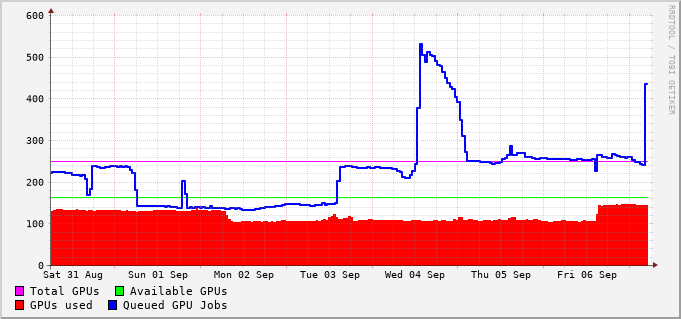 RRDTOOL / TOBI OETIKER
600
500
400
300
200
100
0
Sat 31 Aug Sun 01 Sep Mon 02 Sep Tue 03 Sep Wed 04 Sep Thu 05 Sep Fri 06 Sep
Total GPUs Available GPUs
GPUs used Queued GPU Jobs